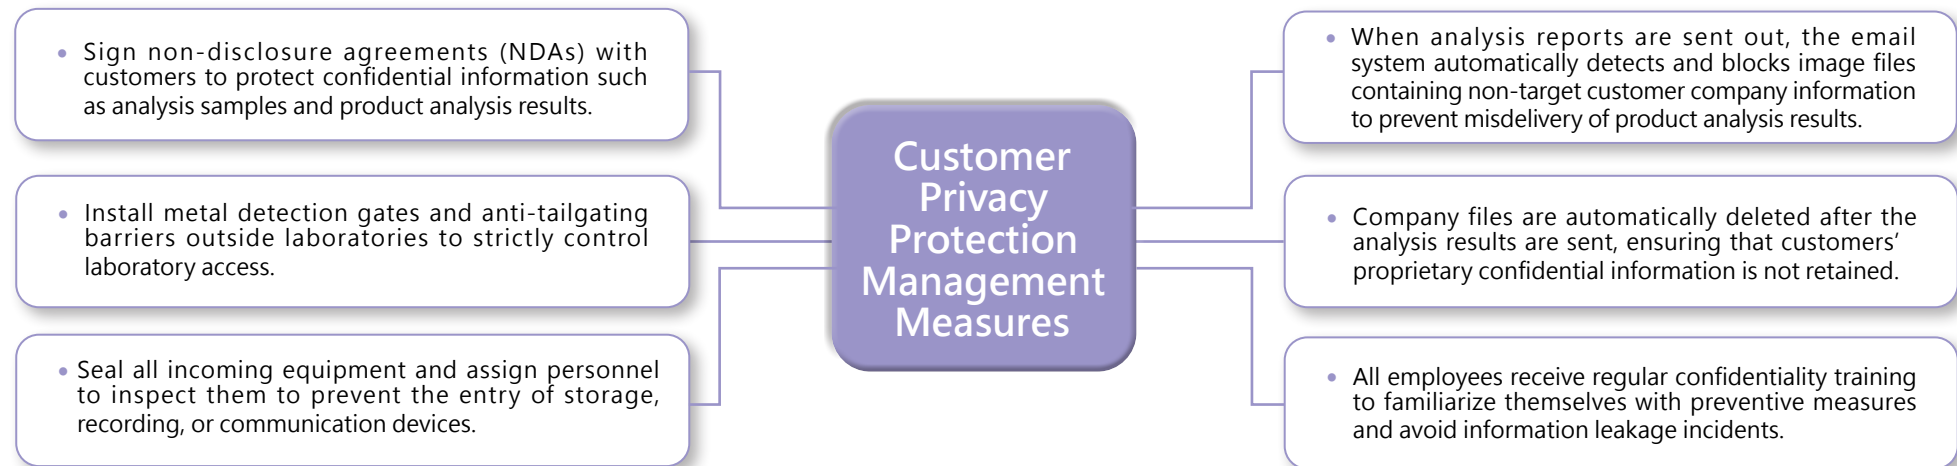 • Sign non-disclosure agreements (NDAs) with
customers to protect confidential information such
as analysis samples and product analysis results.
• Install metal detection gates and anti-tailgating
barriers outside laboratories to strictly control
laboratory access.
• Seal all incoming equipment and assign personnel
to inspect them to prevent the entry of storage,
recording, or communication devices.
Customer
Privacy
Protection
Management
Measures
• When analysis reports are sent out, the email
system automatically detects and blocks image files
containing non-target customer company information
to prevent misdelivery of product analysis results.
• Company files are automatically deleted after the
analysis results are sent, ensuring that customers’
proprietary confidential information is not retained.
• All employees receive regular confidentiality training
to familiarize themselves with preventive measures
and avoid information leakage incidents.